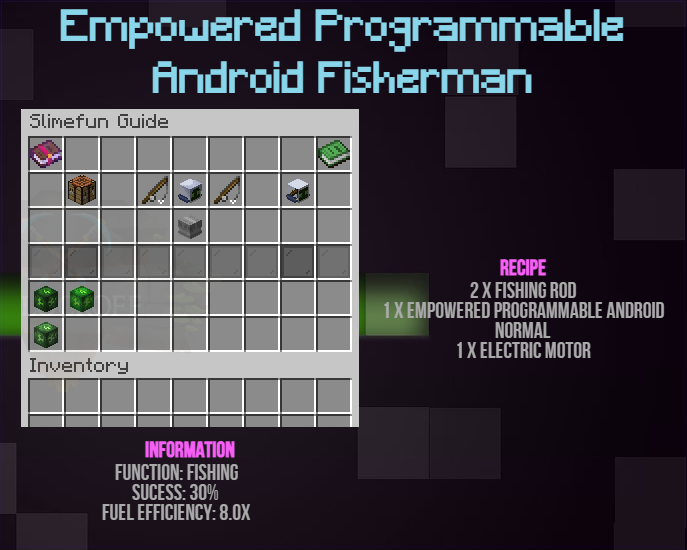 Empowered Programmable
Android Fisherman
Slimefun Guide
Inventory
RECIPE
2 X FISHING ROD
1 X EMPOWERED PROGRAMMABLE ANDROID
NORMAL
1 X ELECTRIC MOTOR
INFORMATION
FUNCTION: FISHING
SUCESS: 30%
FUEL EFFICIENCY: 8.0X